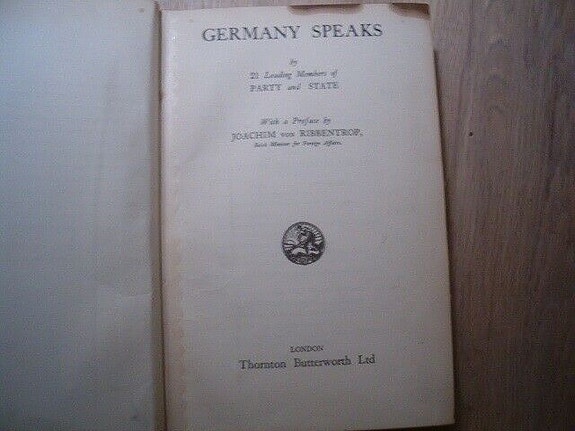 GERMANY SPEAKS
by
21 Leading Members of
PARTY and STATE
With a Preface by
JOACHIM von RIBBENTROP,
Reich Minister for Foreign Affairs.
LONDON
Thornton Butterworth Ltd